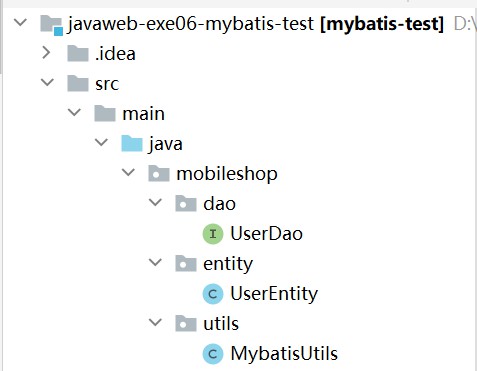 javaweb-exe06-mybatis-test [mybatis-test] D:\
.idea
src
main
java
mobileshop
dao
I UserDao
entity
C UserEntity
utils
C MybatisUtils